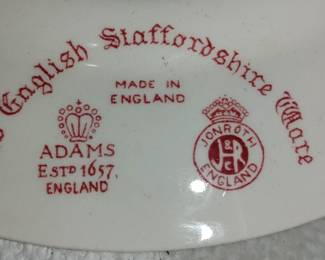 English Staffordshire Ware
MADE IN
ENGLAND
ADAMS
ESTD 1657.
ENGLAND
JONROTH
J&R
C
ENGLAND